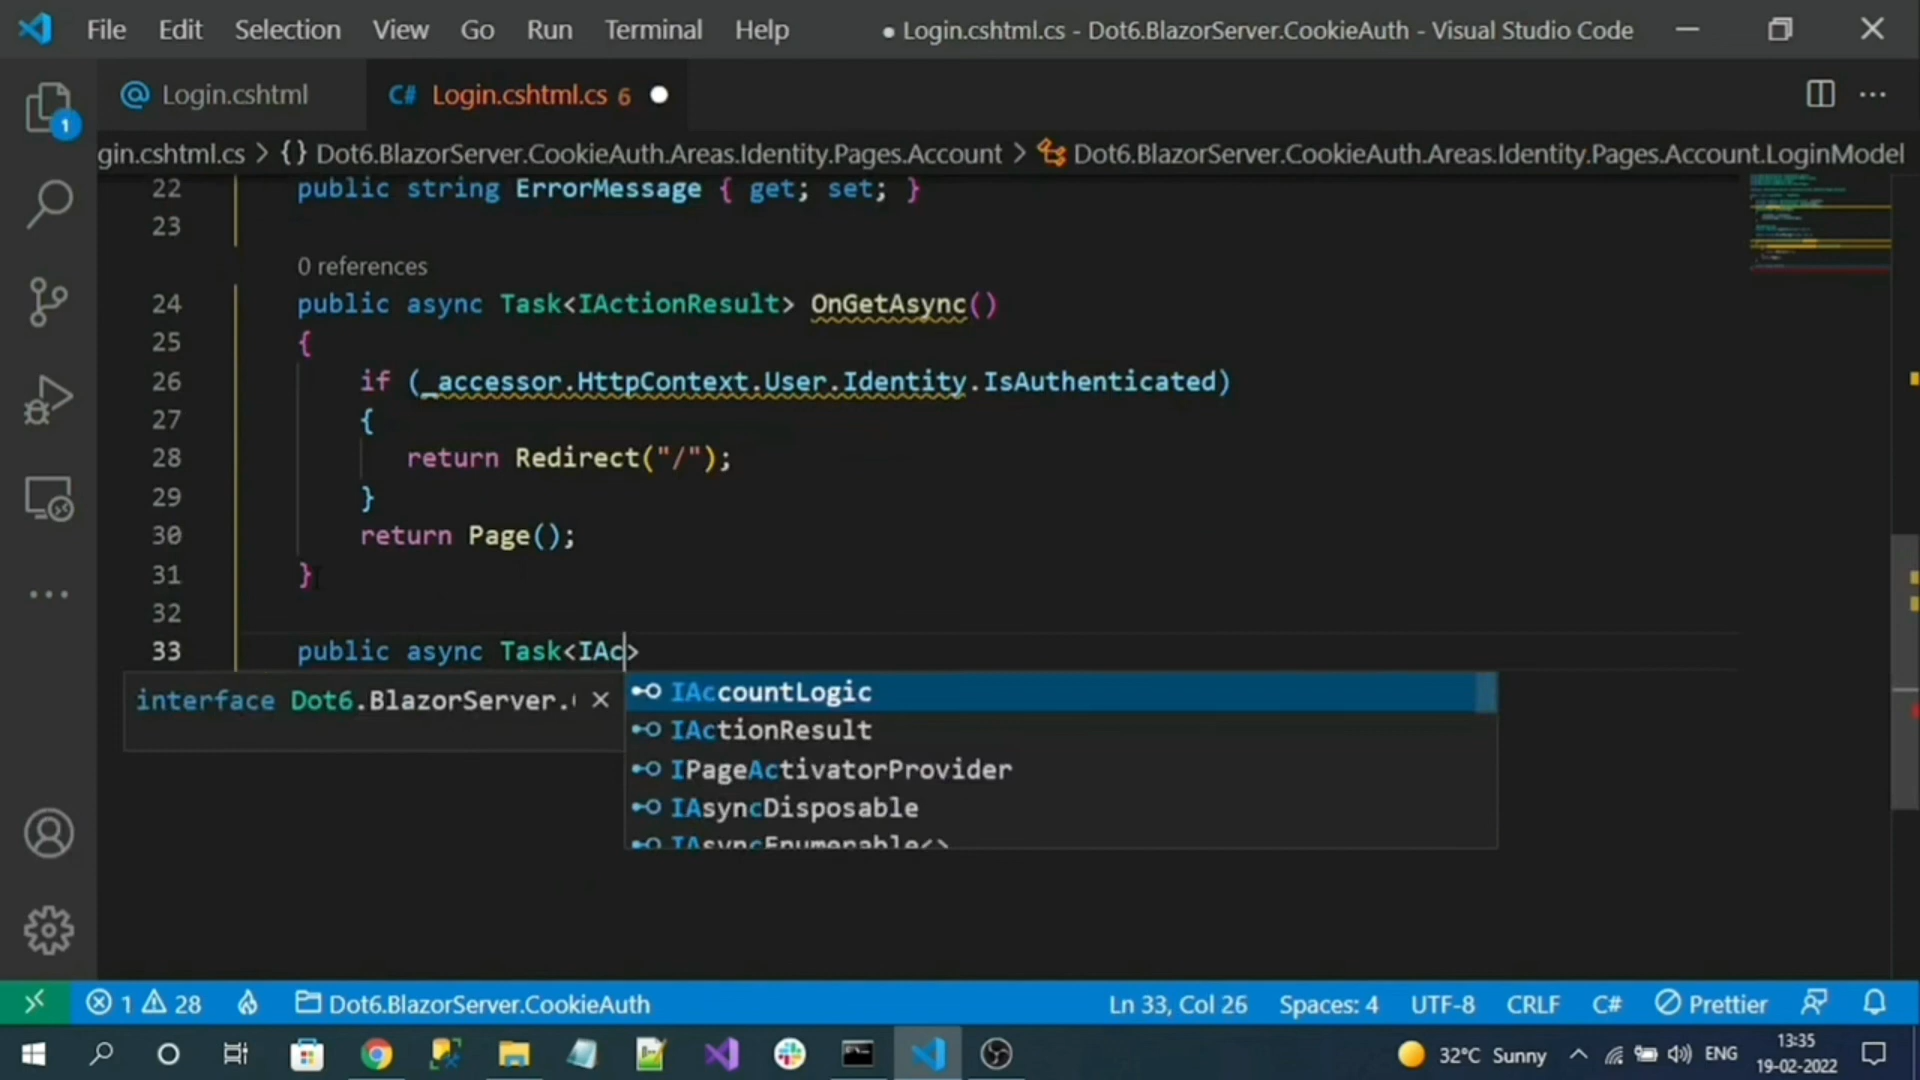 File Edit Selection View Go Run Terminal Help
● Login.cshtml.cs - Dot6.BlazorServer.CookieAuth - Visual Studio Code
@ Login.cshtml
C# Login.cshtml.cs 6
gin.cshtml.cs > {} Dot6.BlazorServer.CookieAuth.Areas.Identity.Pages.Account > Dot6.BlazorServer.CookieAuth.Areas.Identity.Pages.Account.LoginModel
1
22 public string ErrorMessage { get; set; }
23
0 references
24 public async Task<IActionResult> OnGetAsync()
25 {
26 if (_accessor.HttpContext.User.Identity.IsAuthenticated)
27 {
28 return Redirect("/");
29 }
30 return Page();
31 }
32
33 public async Task<IAc>
interface Dot6.BlazorServer.
IAccountLogic
IActionResult
IPageActivatorProvider
IAsyncDisposable
IAsyncEnumerable<>
1 28 Dot6.BlazorServer.CookieAuth Ln 33, Col 26 Spaces: 4 UTF-8 CRLF C# Prettier
32°C Sunny ENG 13:35
19-02-2022